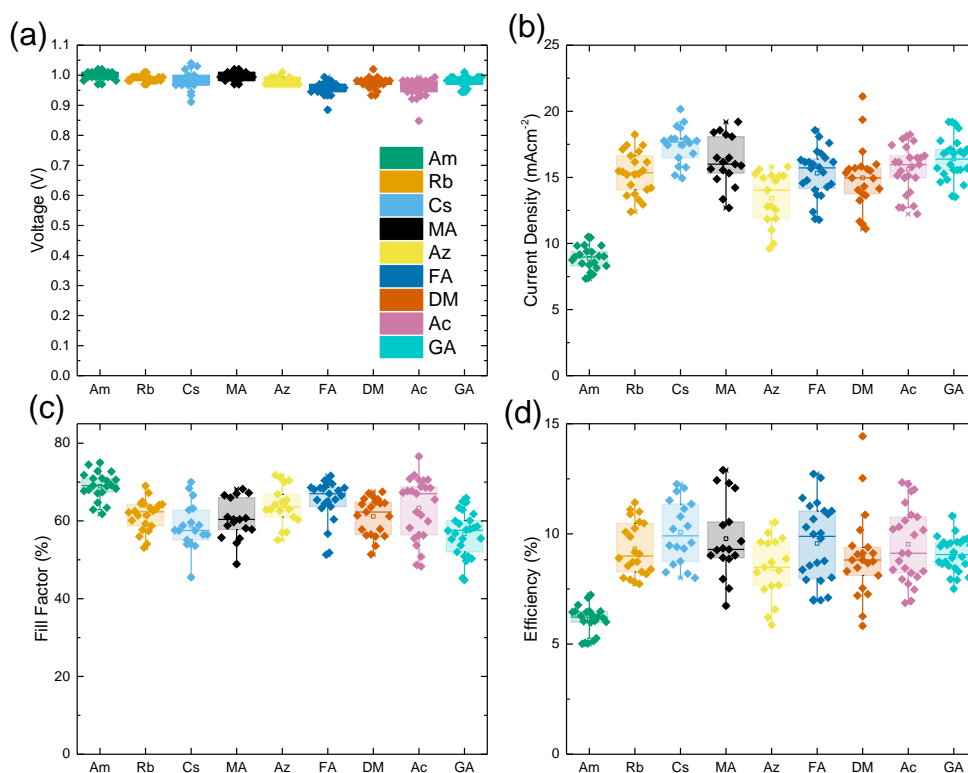 (a)
1.1
1.0
0.9
0.8
0.7
0.6
0.5
0.4
0.3
0.2
0.1
0.0
Voltage (V)
Am
Rb
Cs
MA
Az
FA
DM
Ac
GA
Am Rb Cs MA Az FA DM Ac GA
(b)
25
20
15
10
5
0
Current Density (mAcm⁻²)
Am Rb Cs MA Az FA DM Ac GA
(c)
80
60
40
20
0
Fill Factor (%)
Am Rb Cs MA Az FA DM Ac GA
(d)
15
10
5
0
Efficiency (%)
Am Rb Cs MA Az FA DM Ac GA